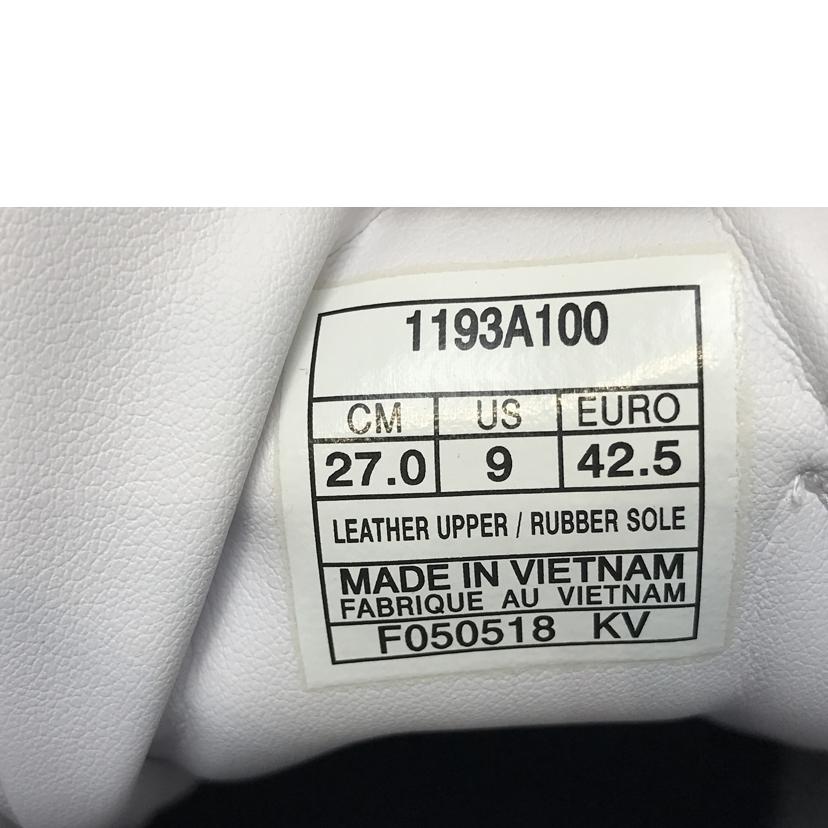 1193A100
CM US EURO
27.0 9 42.5
LEATHER UPPER / RUBBER SOLE
MADE IN VIETNAM
FABRIQUE AU VIETNAM
F050518 KV